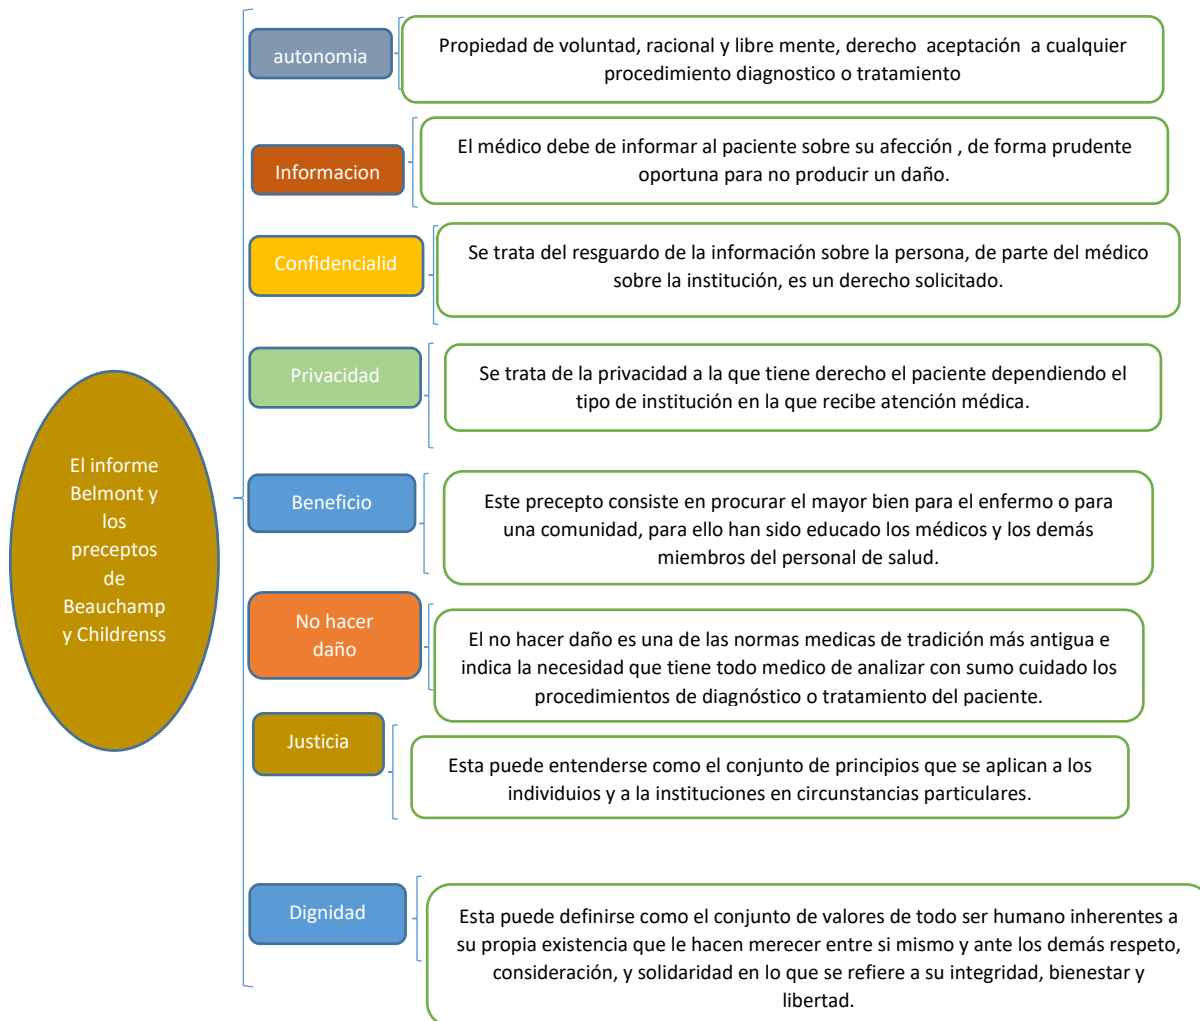 El informe
Belmont y
los
preceptos
de
Beauchamp
y Childrenss
autonomia
Propiedad de voluntad, racional y libre mente, derecho aceptación a cualquier
procedimiento diagnostico o tratamiento
Informacion
El médico debe de informar al paciente sobre su afección , de forma prudente
oportuna para no producir un daño.
Confidencialid
Se trata del resguardo de la información sobre la persona, de parte del médico
sobre la institución, es un derecho solicitado.
Privacidad
Se trata de la privacidad a la que tiene derecho el paciente dependiendo el
tipo de institución en la que recibe atención médica.
Beneficio
Este precepto consiste en procurar el mayor bien para el enfermo o para
una comunidad, para ello han sido educado los médicos y los demás
miembros del personal de salud.
No hacer
daño
El no hacer daño es una de las normas medicas de tradición más antigua e
indica la necesidad que tiene todo medico de analizar con sumo cuidado los
procedimientos de diagnóstico o tratamiento del paciente.
Justicia
Esta puede entenderse como el conjunto de principios que se aplican a los
individuios y a la instituciones en circunstancias particulares.
Dignidad
Esta puede definirse como el conjunto de valores de todo ser humano inherentes a
su propia existencia que le hacen merecer entre si mismo y ante los demás respeto,
consideración, y solidaridad en lo que se refiere a su integridad, bienestar y
libertad.